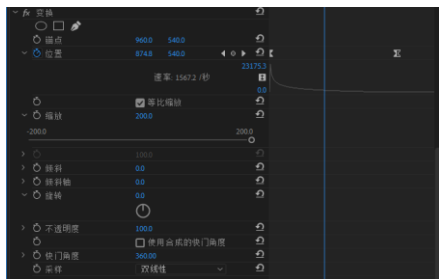 fx 变换
锚点 960.0 540.0
位置 874.8 540.0
23175.3
速率: 1567.2 /秒
0.0
等比缩放
缩放 200.0
-200.0 200.0
100.0
倾斜 0.0
倾斜轴 0.0
旋转 0.0
不透明度 100.0
使用合成的快门角度
快门角度 360.00
采样 双线性